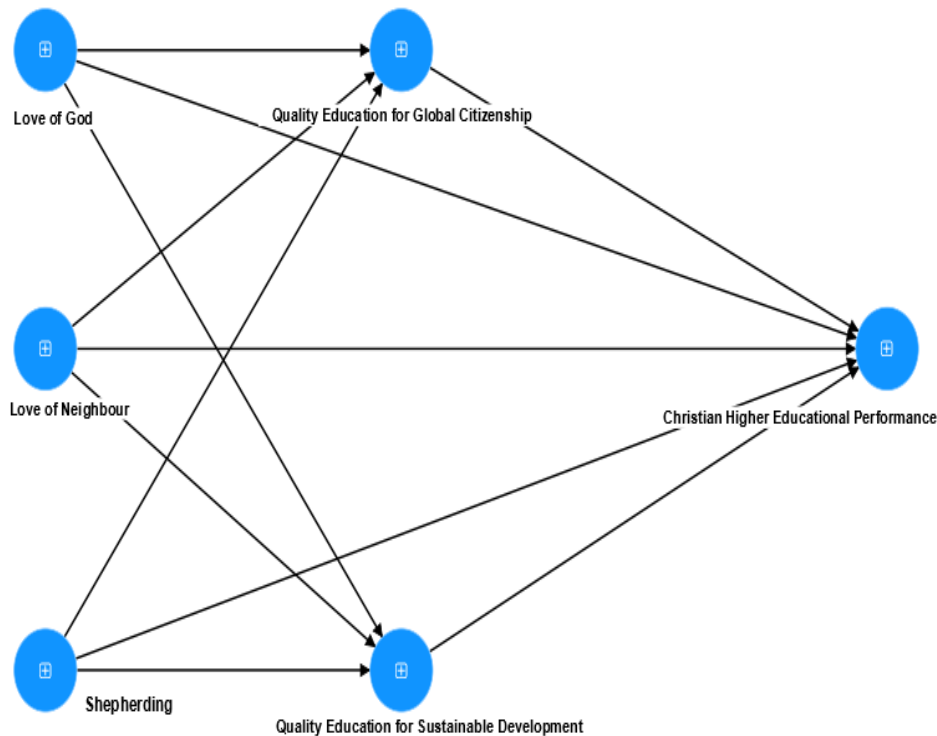 Love of God
Quality Education for Global Citizenship
Love of Neighbour
Christian Higher Educational Performance
Shepherding
Quality Education for Sustainable Development